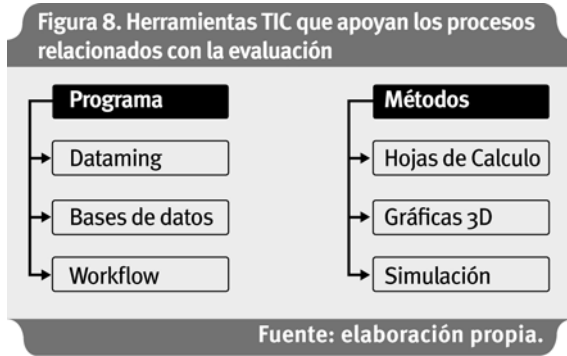 Figura 8. Herramientas TIC que apoyan los procesos
relacionados con la evaluación
Programa
Dataming
Bases de datos
Workflow
Métodos
Hojas de Calculo
Gráficas 3D
Simulación
Fuente: elaboración propia.